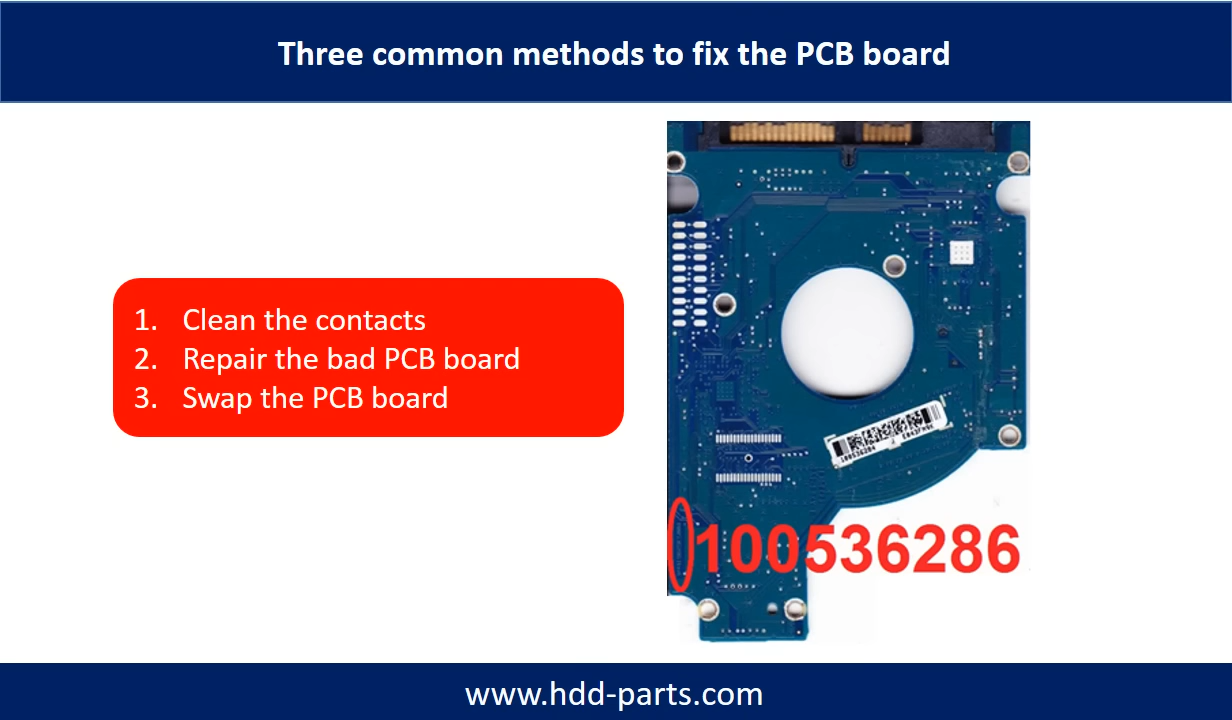 Three common methods to fix the PCB board
1. Clean the contacts
2. Repair the bad PCB board
3. Swap the PCB board
100536286
www.hdd-parts.com